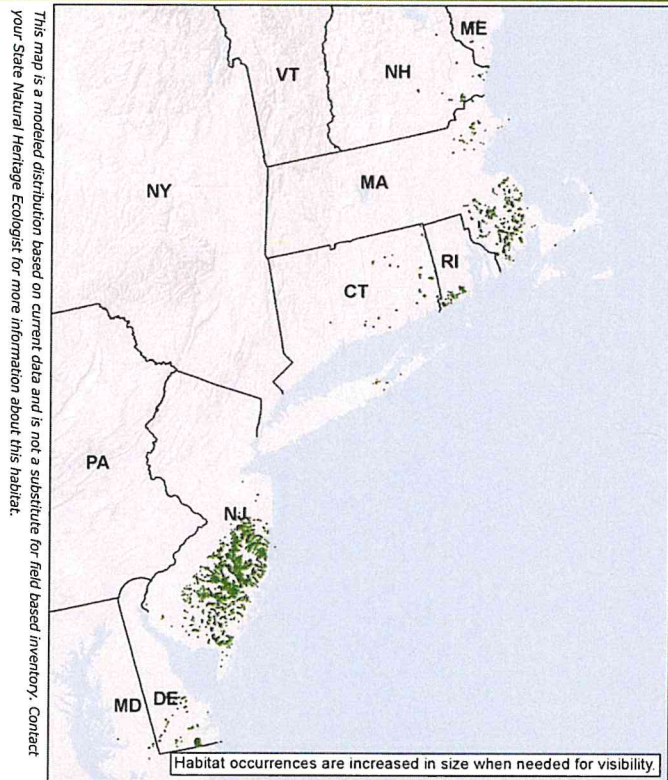 ME
VT
NH
NY
MA
RI
CT
PA
NJ
MD
DE
Habitat occurrences are increased in size when needed for visibility.
This map is a modeled distribution based on current data and is not a substitute for field based inventory. Contact
your State Natural Heritage Ecologist for more information about this habitat.